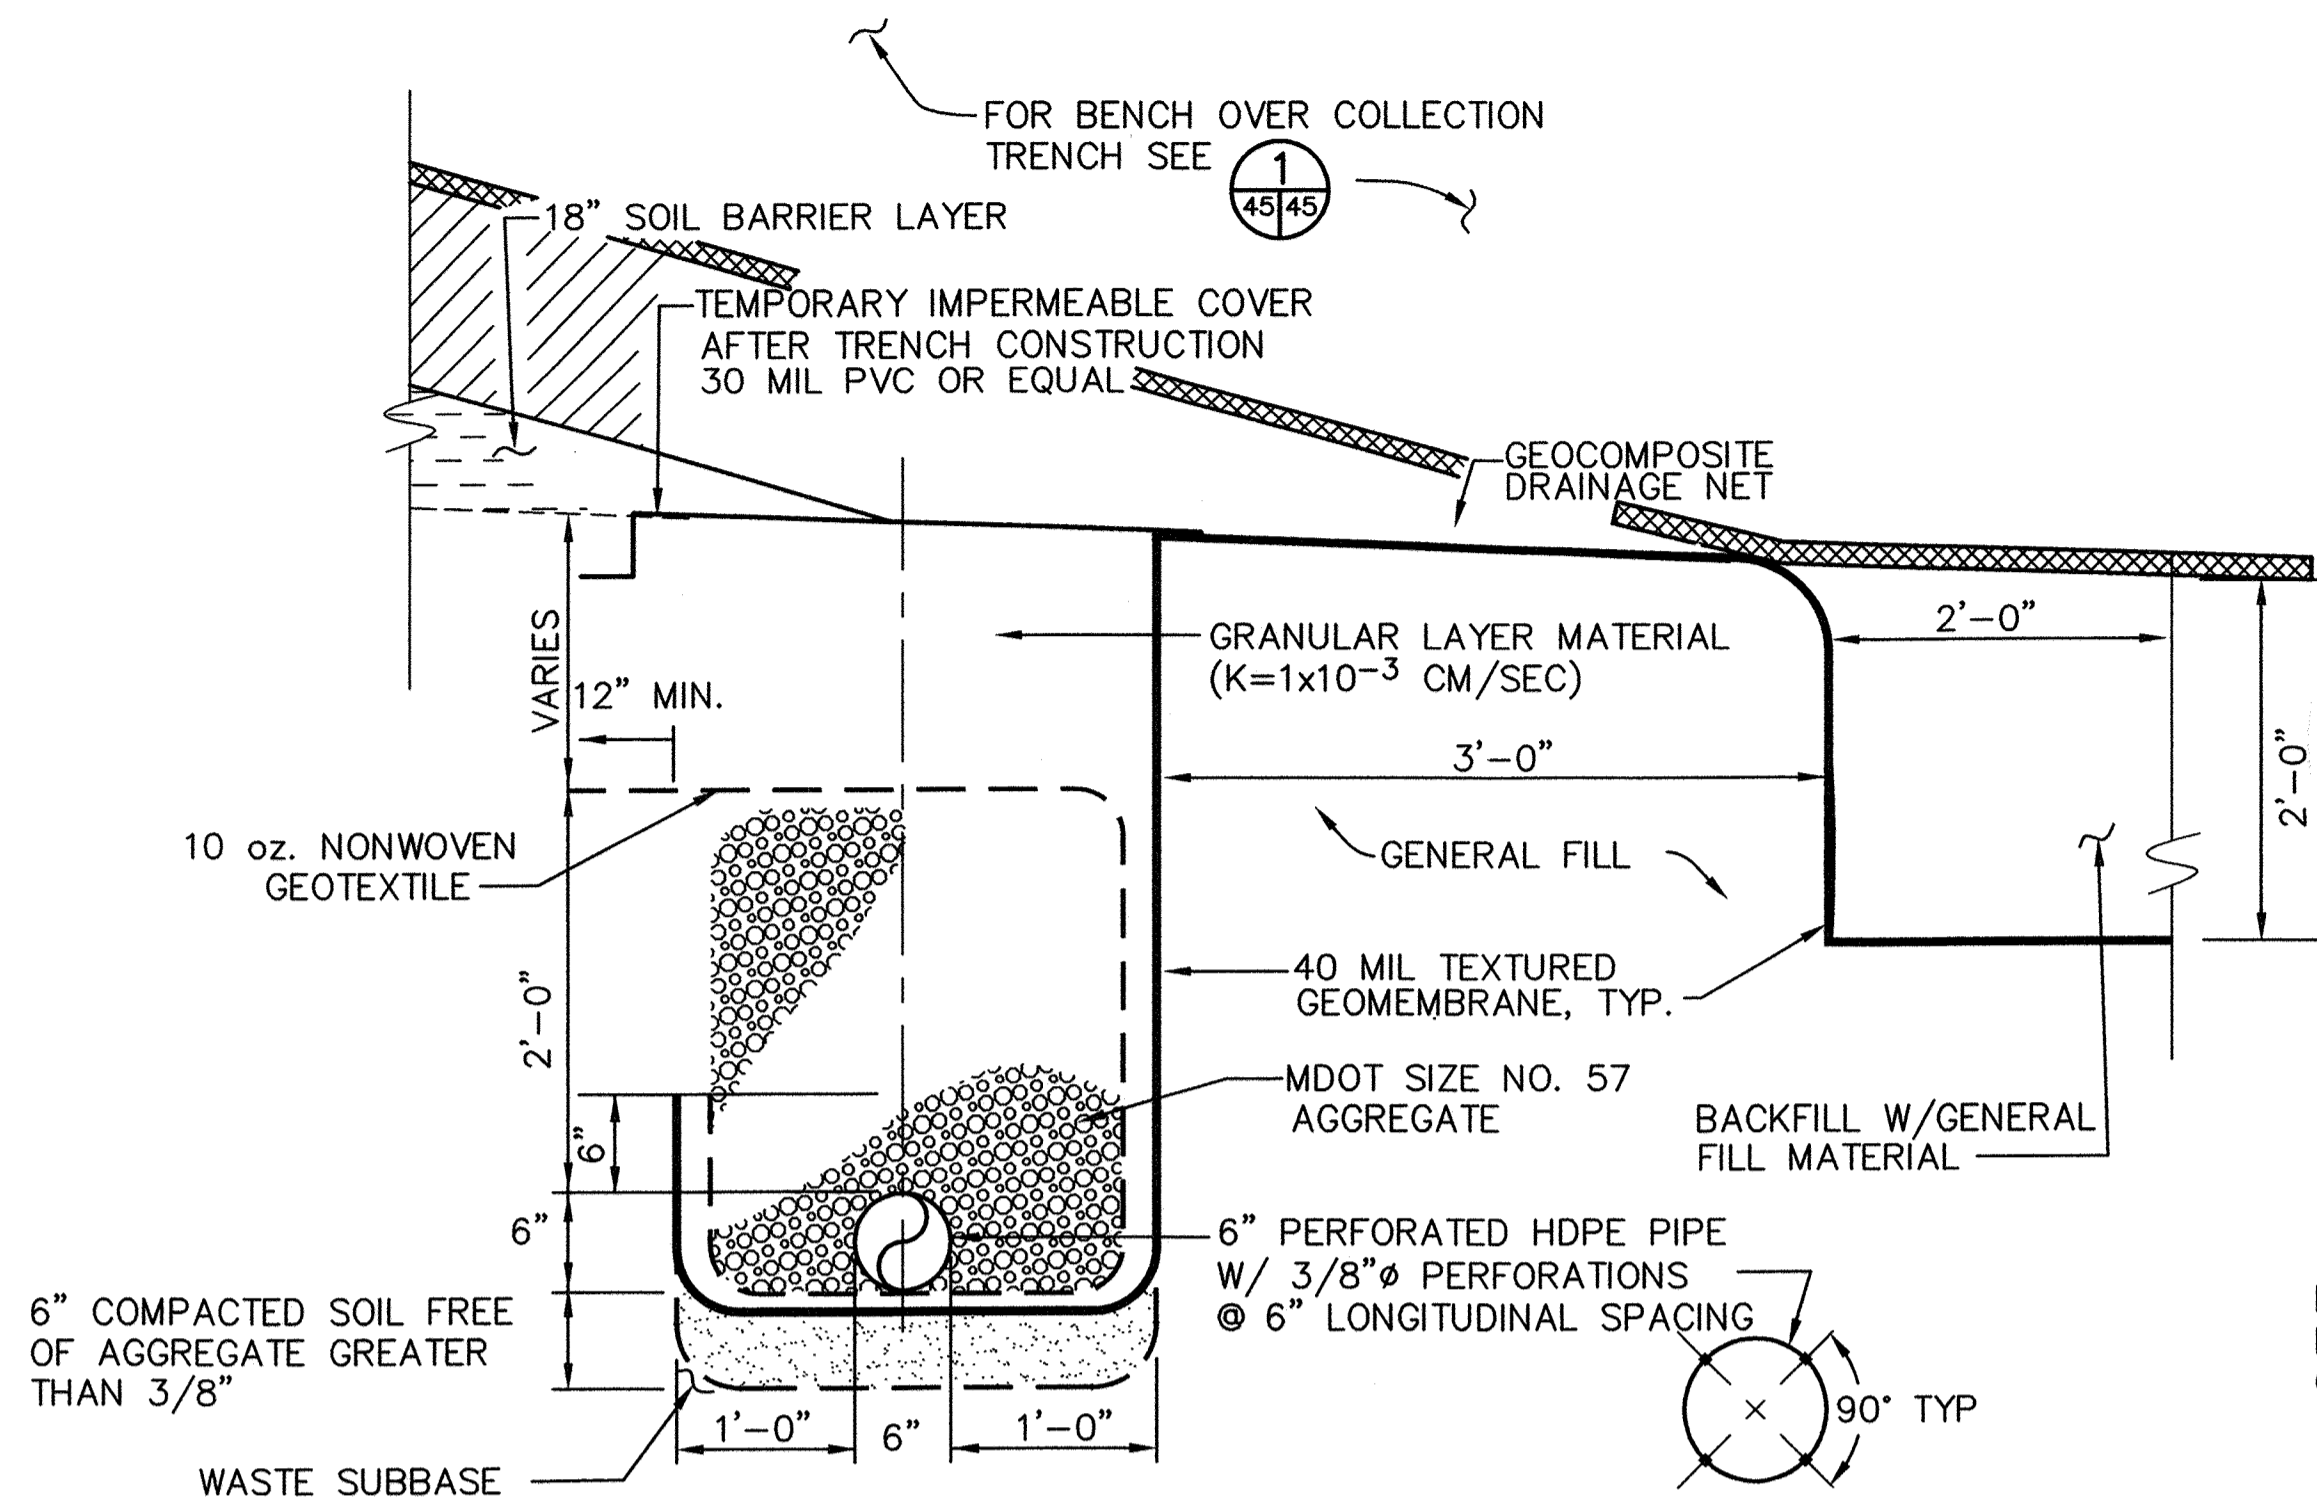 FOR BENCH OVER COLLECTION
TRENCH SEE
1
45 45
18” SOIL BARRIER LAYER
TEMPORARY IMPERMEABLE COVER
AFTER TRENCH CONSTRUCTION
30 MIL PVC OR EQUAL
GEOCOMPOSITE
DRAINAGE NET
2’-0”
GRANULAR LAYER MATERIAL
(K=1x10⁻³ CM/SEC)
VARIES
12” MIN.
3’-0”
2’-0”
10 oz. NONWOVEN
GEOTEXTILE
GENERAL FILL
40 MIL TEXTURED
GEOMEMBRANE, TYP.
2’-0”
MDOT SIZE NO. 57
AGGREGATE
BACKFILL W/GENERAL
FILL MATERIAL
6”
6”
6” PERFORATED HDPE PIPE
W/ 3/8”ø PERFORATIONS
@ 6” LONGITUDINAL SPACING
6” COMPACTED SOIL FREE
OF AGGREGATE GREATER
THAN 3/8”
1’-0”
6”
1’-0”
90° TYP
WASTE SUBBASE